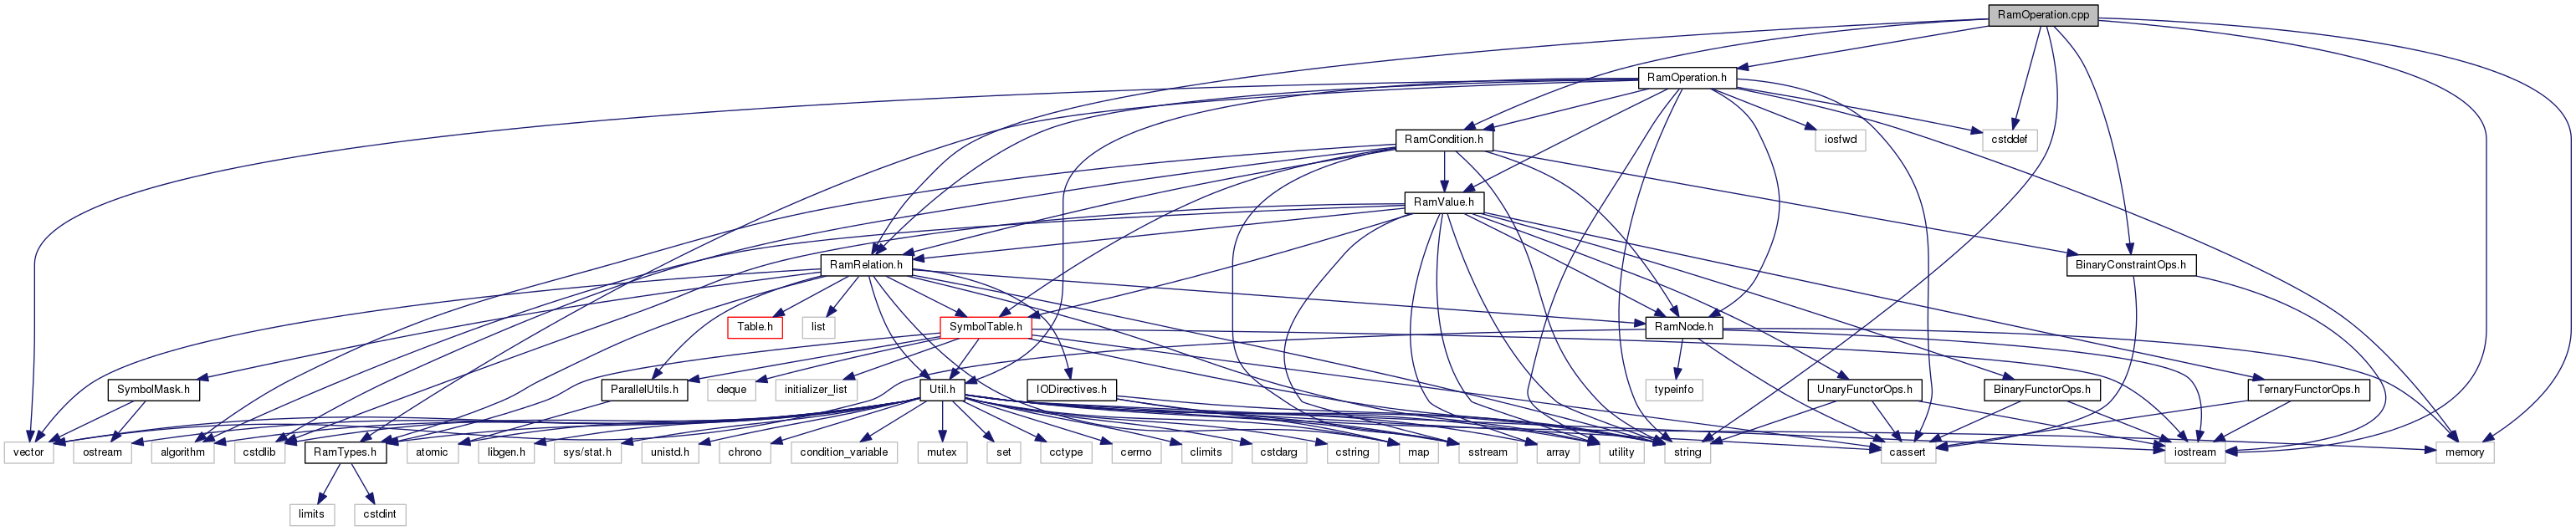 RamOperation.cpp
RamOperation.h
RamCondition.h
iosfwd
cstddef
RamValue.h
RamRelation.h
BinaryConstraintOps.h
Table.h
list
SymbolTable.h
RamNode.h
SymbolMask.h
ParallelUtils.h
deque
initializer_list
Util.h
IODirectives.h
typeinfo
UnaryFunctorOps.h
BinaryFunctorOps.h
TernaryFunctorOps.h
vector
ostream
algorithm
cstdlib
RamTypes.h
atomic
libgen.h
sys/stat.h
unistd.h
chrono
condition_variable
mutex
set
cctype
cerrno
climits
cstdarg
cstring
map
sstream
array
utility
string
cassert
iostream
memory
limits
cstdint